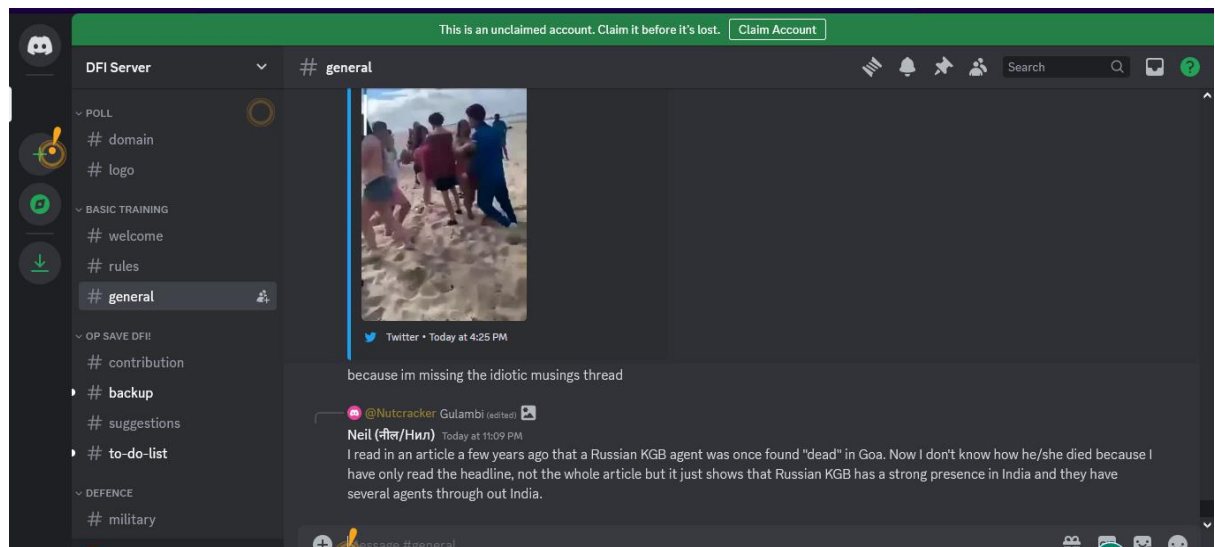 This is an unclaimed account. Claim it before it's lost. Claim Account
DFI Server
# general
Search
POLL
# domain
# logo
BASIC TRAINING
# welcome
# rules
# general
OP SAVE DFI!
# contribution
# backup
# suggestions
# to-do-list
DEFENCE
# military
Twitter • Today at 4:25 PM
because im missing the idiotic musings thread
@Nutcracker Gulambi (edited)
Neil (नील/Нил) Today at 11:09 PM
I read in an article a few years ago that a Russian KGB agent was once found "dead" in Goa. Now I don't know how he/she died because I
have only read the headline, not the whole article but it just shows that Russian KGB has a strong presence in India and they have
several agents through out India.
Message #general